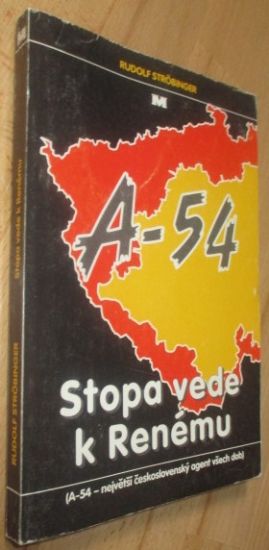 RUDOLF STRÖBINGER
M
A-54
Stopa vede
k Renému
(A-54 – největší československý agent všech dob)
RUDOLF STRÖBINGER
Stopa vede k Renému
M